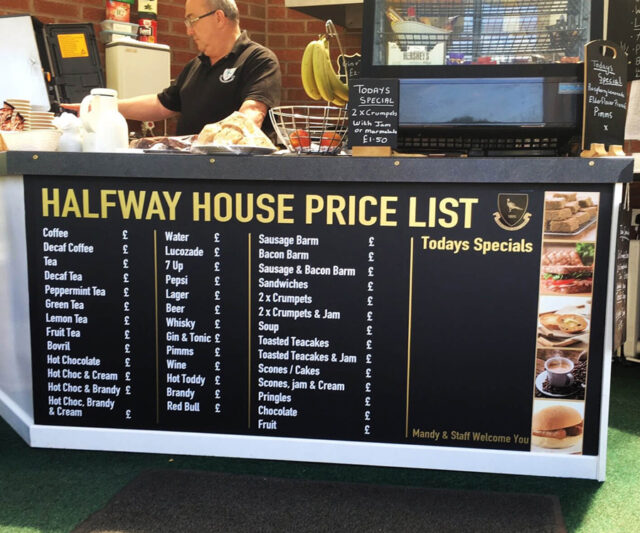 HERSHEY'S
TODAYS
SPECIAL
2 x Crumpets
With Jam
or Marmalade
£1·50
Todays
Special
Elderflower
Pimms
x
HALFWAY HOUSE PRICE LIST
Coffee £
Decaf Coffee £
Tea £
Decaf Tea £
Peppermint Tea £
Green Tea £
Lemon Tea £
Fruit Tea £
Bovril £
Hot Chocolate £
Hot Choc & Cream £
Hot Choc & Brandy £
Hot Choc, Brandy
& Cream £
Water £
Lucozade £
7 Up £
Pepsi £
Lager £
Beer £
Whisky £
Gin & Tonic £
Pimms £
Wine £
Hot Toddy £
Brandy £
Red Bull £
Sausage Barm £
Bacon Barm £
Sausage & Bacon Barm £
Sandwiches £
2 x Crumpets £
2 x Crumpets & Jam £
Soup £
Toasted Teacakes £
Toasted Teacakes & Jam £
Scones / Cakes £
Scones, jam & Cream £
Pringles £
Chocolate £
Fruit £
Todays Specials
Mandy & Staff Welcome You